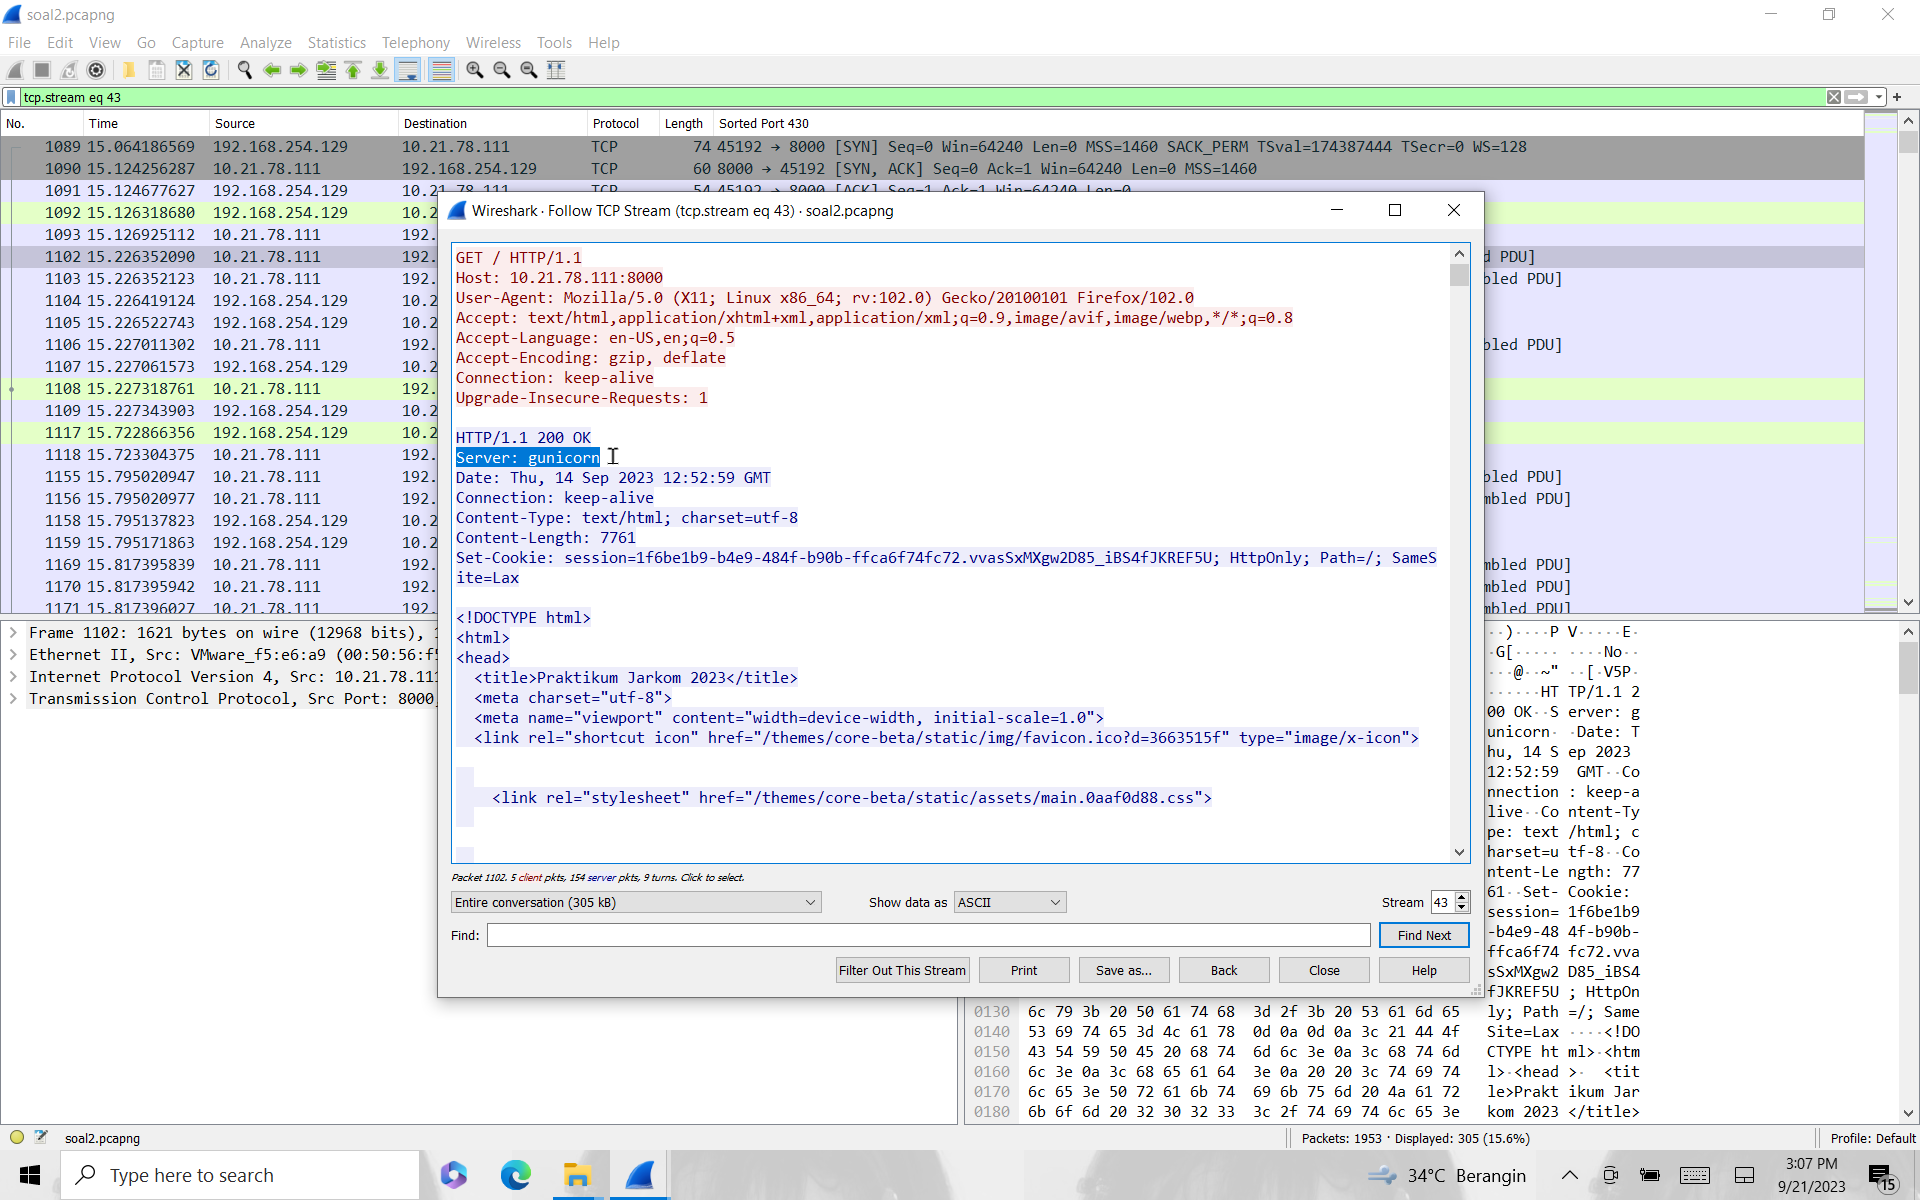 soal2.pcapng
File Edit View Go Capture Analyze Statistics Telephony Wireless Tools Help
tcp.stream eq 43
No. Time Source Destination Protocol Length Sorted Port 430
1089 15.064186569 192.168.254.129 10.21.78.111 TCP 74 45192 → 8000 [SYN] Seq=0 Win=64240 Len=0 MSS=1460 SACK_PERM TSval=174387444 TSecr=0 WS=128
1090 15.124256287 10.21.78.111 192.168.254.129 TCP 60 8000 → 45192 [SYN, ACK] Seq=0 Ack=1 Win=64240 Len=0 MSS=1460
1091 15.124677627 192.168.254.129 10.21.78.111 TCP 54 45192 → 8000 [ACK] Seq=1 Ack=1 Win=64240 Len=0
1092 15.126318680 192.168.254.129 10.2
1093 15.126925112 10.21.78.111 192.
1102 15.226352090 10.21.78.111 192. d PDU]
1103 15.226352123 10.21.78.111 192. bled PDU]
1104 15.226419124 192.168.254.129 10.2
1105 15.226522743 192.168.254.129 10.2
1106 15.227011302 10.21.78.111 192. bled PDU]
1107 15.227061573 192.168.254.129 10.2
1108 15.227318761 10.21.78.111 192.
1109 15.227343903 192.168.254.129 10.2
1117 15.722866356 192.168.254.129 10.2
1118 15.723304375 10.21.78.111 192.
1155 15.795020947 10.21.78.111 192. bled PDU]
1156 15.795020977 10.21.78.111 192. mbled PDU]
1158 15.795137823 192.168.254.129 10.2
1159 15.795171863 192.168.254.129 10.2
1169 15.817395839 10.21.78.111 192. mbled PDU]
1170 15.817395942 10.21.78.111 192. mbled PDU]
1171 15.817396027 10.21.78.111 192. mbled PDU]
Wireshark · Follow TCP Stream (tcp.stream eq 43) · soal2.pcapng
GET / HTTP/1.1
Host: 10.21.78.111:8000
User-Agent: Mozilla/5.0 (X11; Linux x86_64; rv:102.0) Gecko/20100101 Firefox/102.0
Accept: text/html,application/xhtml+xml,application/xml;q=0.9,image/avif,image/webp,*/*;q=0.8
Accept-Language: en-US,en;q=0.5
Accept-Encoding: gzip, deflate
Connection: keep-alive
Upgrade-Insecure-Requests: 1
HTTP/1.1 200 OK
Server: gunicorn
Date: Thu, 14 Sep 2023 12:52:59 GMT
Connection: keep-alive
Content-Type: text/html; charset=utf-8
Content-Length: 7761
Set-Cookie: session=1f6be1b9-b4e9-484f-b90b-ffca6f74fc72.vvasSxMXgw2D85_iBS4fJKREF5U; HttpOnly; Path=/; SameS
ite=Lax
<!DOCTYPE html>
<html>
<head>
<title>Praktikum Jarkom 2023</title>
<meta charset="utf-8">
<meta name="viewport" content="width=device-width, initial-scale=1.0">
<link rel="shortcut icon" href="/themes/core-beta/static/img/favicon.ico?d=3663515f" type="image/x-icon">
<link rel="stylesheet" href="/themes/core-beta/static/assets/main.0aaf0d88.css">
Packet 1102. 5 client pkts, 154 server pkts, 9 turns. Click to select.
Entire conversation (305 kB) Show data as ASCII Stream 43
Find: Find Next
Filter Out This Stream Print Save as... Back Close Help
Frame 1102: 1621 bytes on wire (12968 bits), 1
Ethernet II, Src: VMware_f5:e6:a9 (00:50:56:f5
Internet Protocol Version 4, Src: 10.21.78.111
Transmission Control Protocol, Src Port: 8000,
··)····P V·····E·
·G[····· ····No··
···@··~" ··[·V5P·
······HT TP/1.1 2
00 OK··S erver: g
unicorn· ·Date: T
hu, 14 S ep 2023
12:52:59  GMT··Co
nnection : keep-a
live··Co ntent-Ty
pe: text /html; c
harset=u tf-8··Co
ntent-Le ngth: 77
61··Set- Cookie:
session= 1f6be1b9
-b4e9-48 4f-b90b-
ffca6f74 fc72.vva
sSxMXgw2 D85_iBS4
fJKREF5U ; HttpOn
0130 6c 79 3b 20 50 61 74 68 3d 2f 3b 20 53 61 6d 65 ly; Path =/; Same
0140 53 69 74 65 3d 4c 61 78 0d 0a 0d 0a 3c 21 44 4f Site=Lax ····<!DO
0150 43 54 59 50 45 20 68 74 6d 6c 3e 0a 3c 68 74 6d CTYPE ht ml>·<htm
0160 6c 3e 0a 3c 68 65 61 64 3e 0a 20 20 3c 74 69 74 l>·<head >·  <tit
0170 6c 65 3e 50 72 61 6b 74 69 6b 75 6d 20 4a 61 72 le>Prakt ikum Jar
0180 6b 6f 6d 20 32 30 32 33 3c 2f 74 69 74 6c 65 3e kom 2023 </title>
soal2.pcapng Packets: 1953 · Displayed: 305 (15.6%) Profile: Default
Type here to search 34°C Berangin 3:07 PM
9/21/2023 15